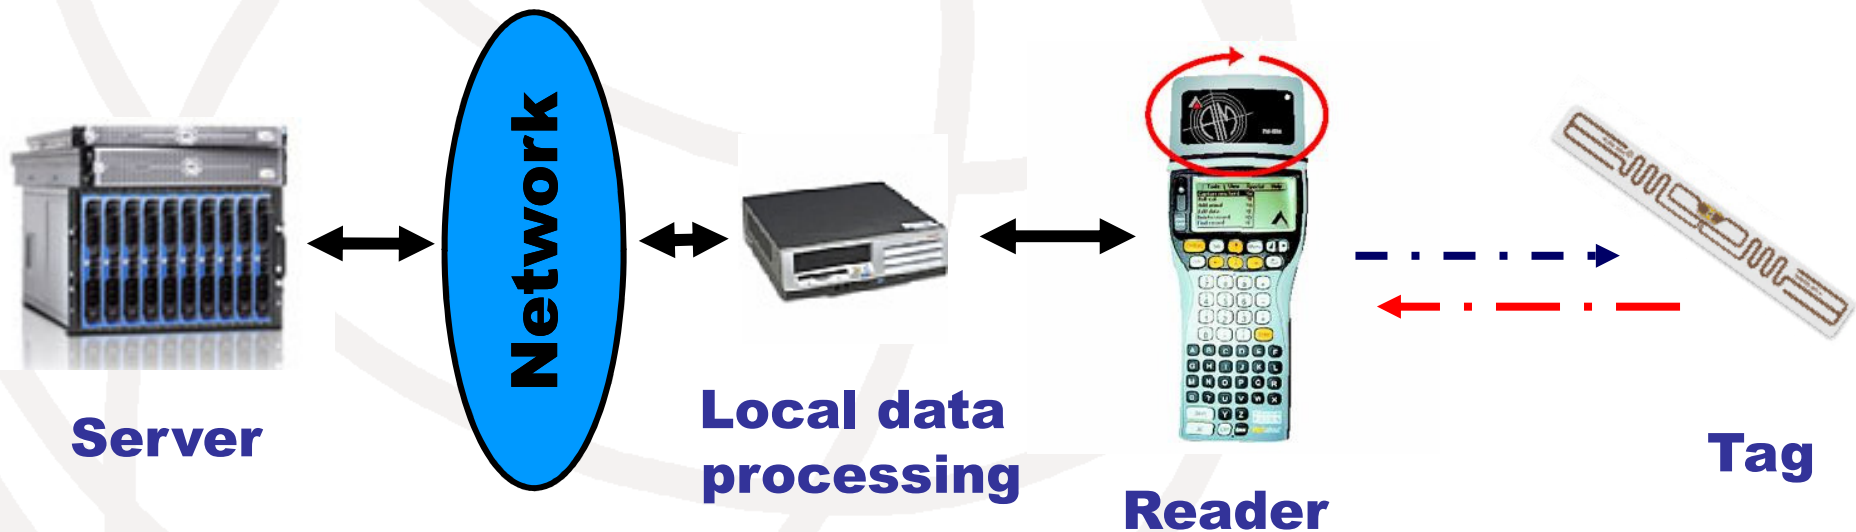 Server
Network
Local data
processing
Reader
Tag